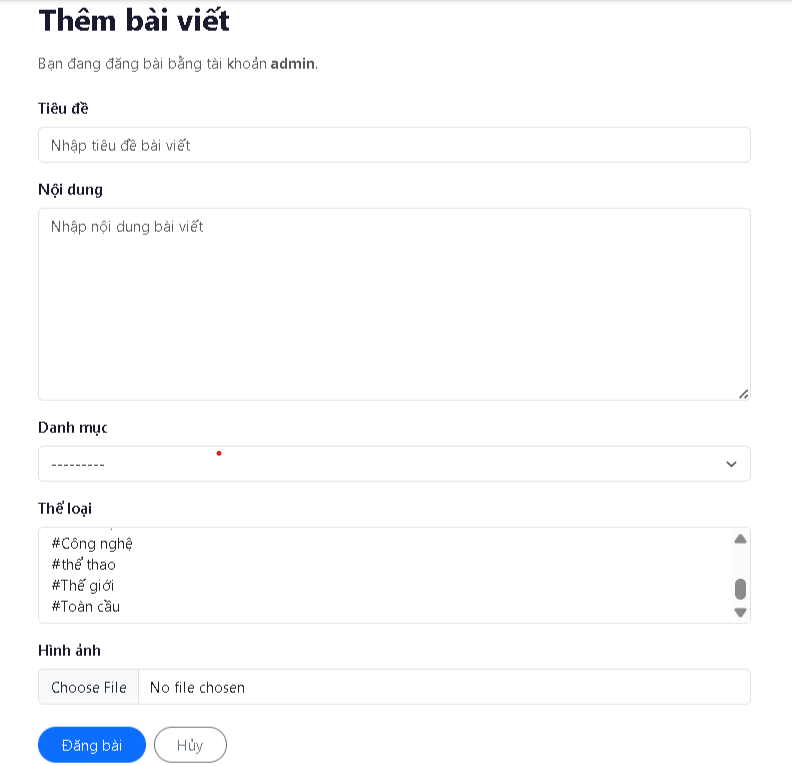 Thêm bài viết
Bạn đang đăng bài bằng tài khoản admin.
Tiêu đề
Nhập tiêu đề bài viết
Nội dung
Nhập nội dung bài viết
Danh mục
---------
Thể loại
#Công nghệ
#thể thao
#Thế giới
#Toàn cầu
Hình ảnh
Choose File No file chosen
Đăng bài Hủy